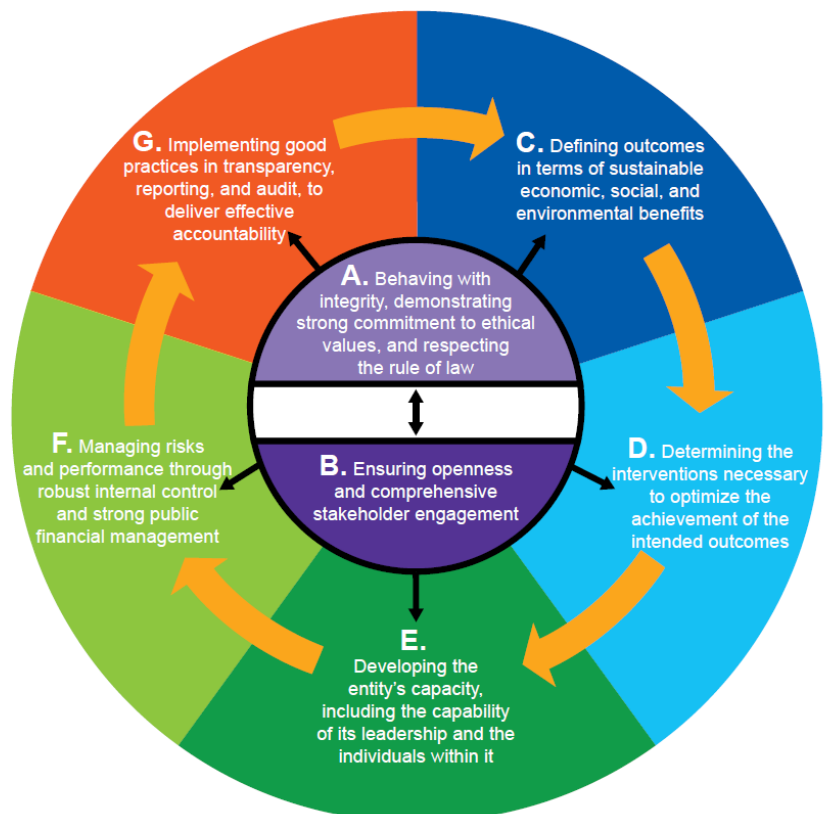 A. Behaving with
integrity, demonstrating
strong commitment to ethical
values, and respecting
the rule of law
B. Ensuring openness
and comprehensive
stakeholder engagement
C. Defining outcomes
in terms of sustainable
economic, social, and
environmental benefits
D. Determining the
interventions necessary
to optimize the
achievement of the
intended outcomes
E.
Developing the
entity's capacity,
including the capability
of its leadership and the
individuals within it
F. Managing risks
and performance through
robust internal control
and strong public
financial management
G. Implementing good
practices in transparency,
reporting, and audit, to
deliver effective
accountability